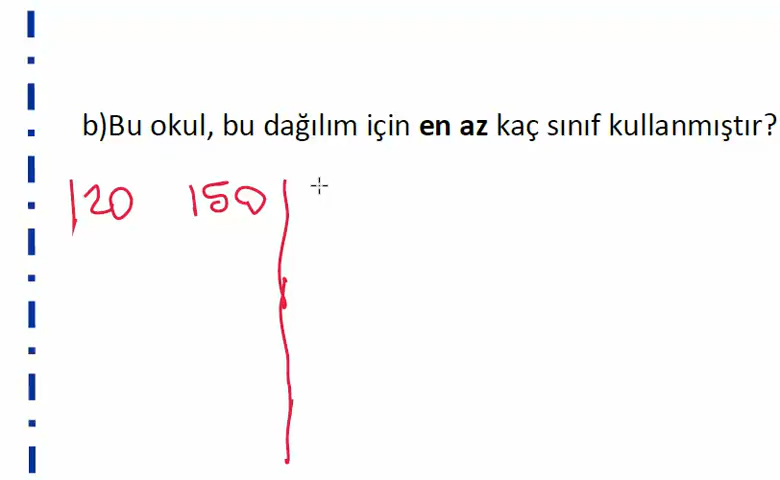 b)Bu okul, bu dağılım için en az kaç sınıf kullanmıştır?
120 150